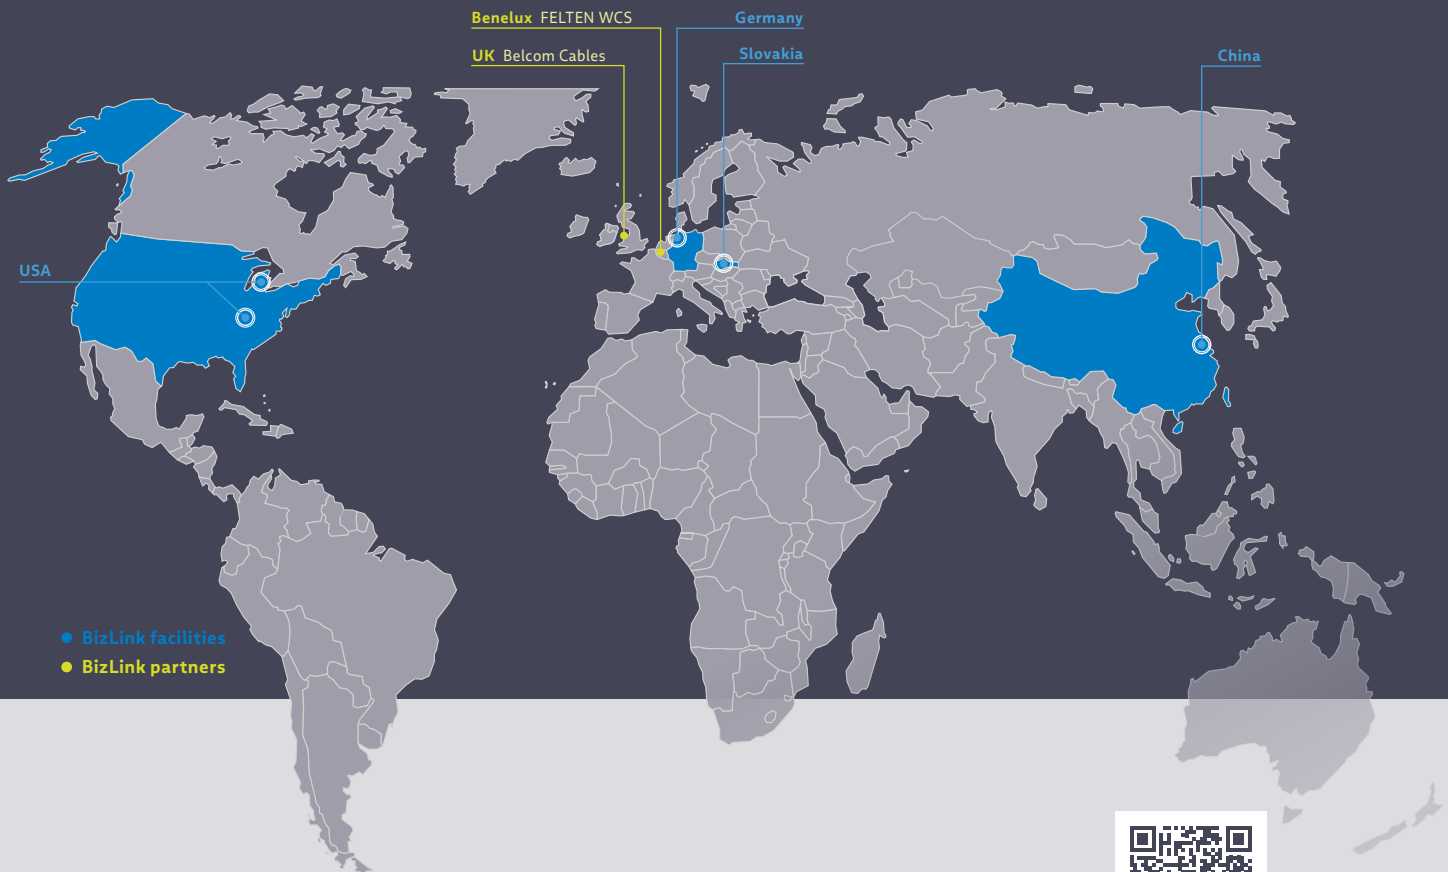 Benelux FELTEN WCS
Germany
UK Belcom Cables
Slovakia
China
USA
BizLink facilities
BizLink partners